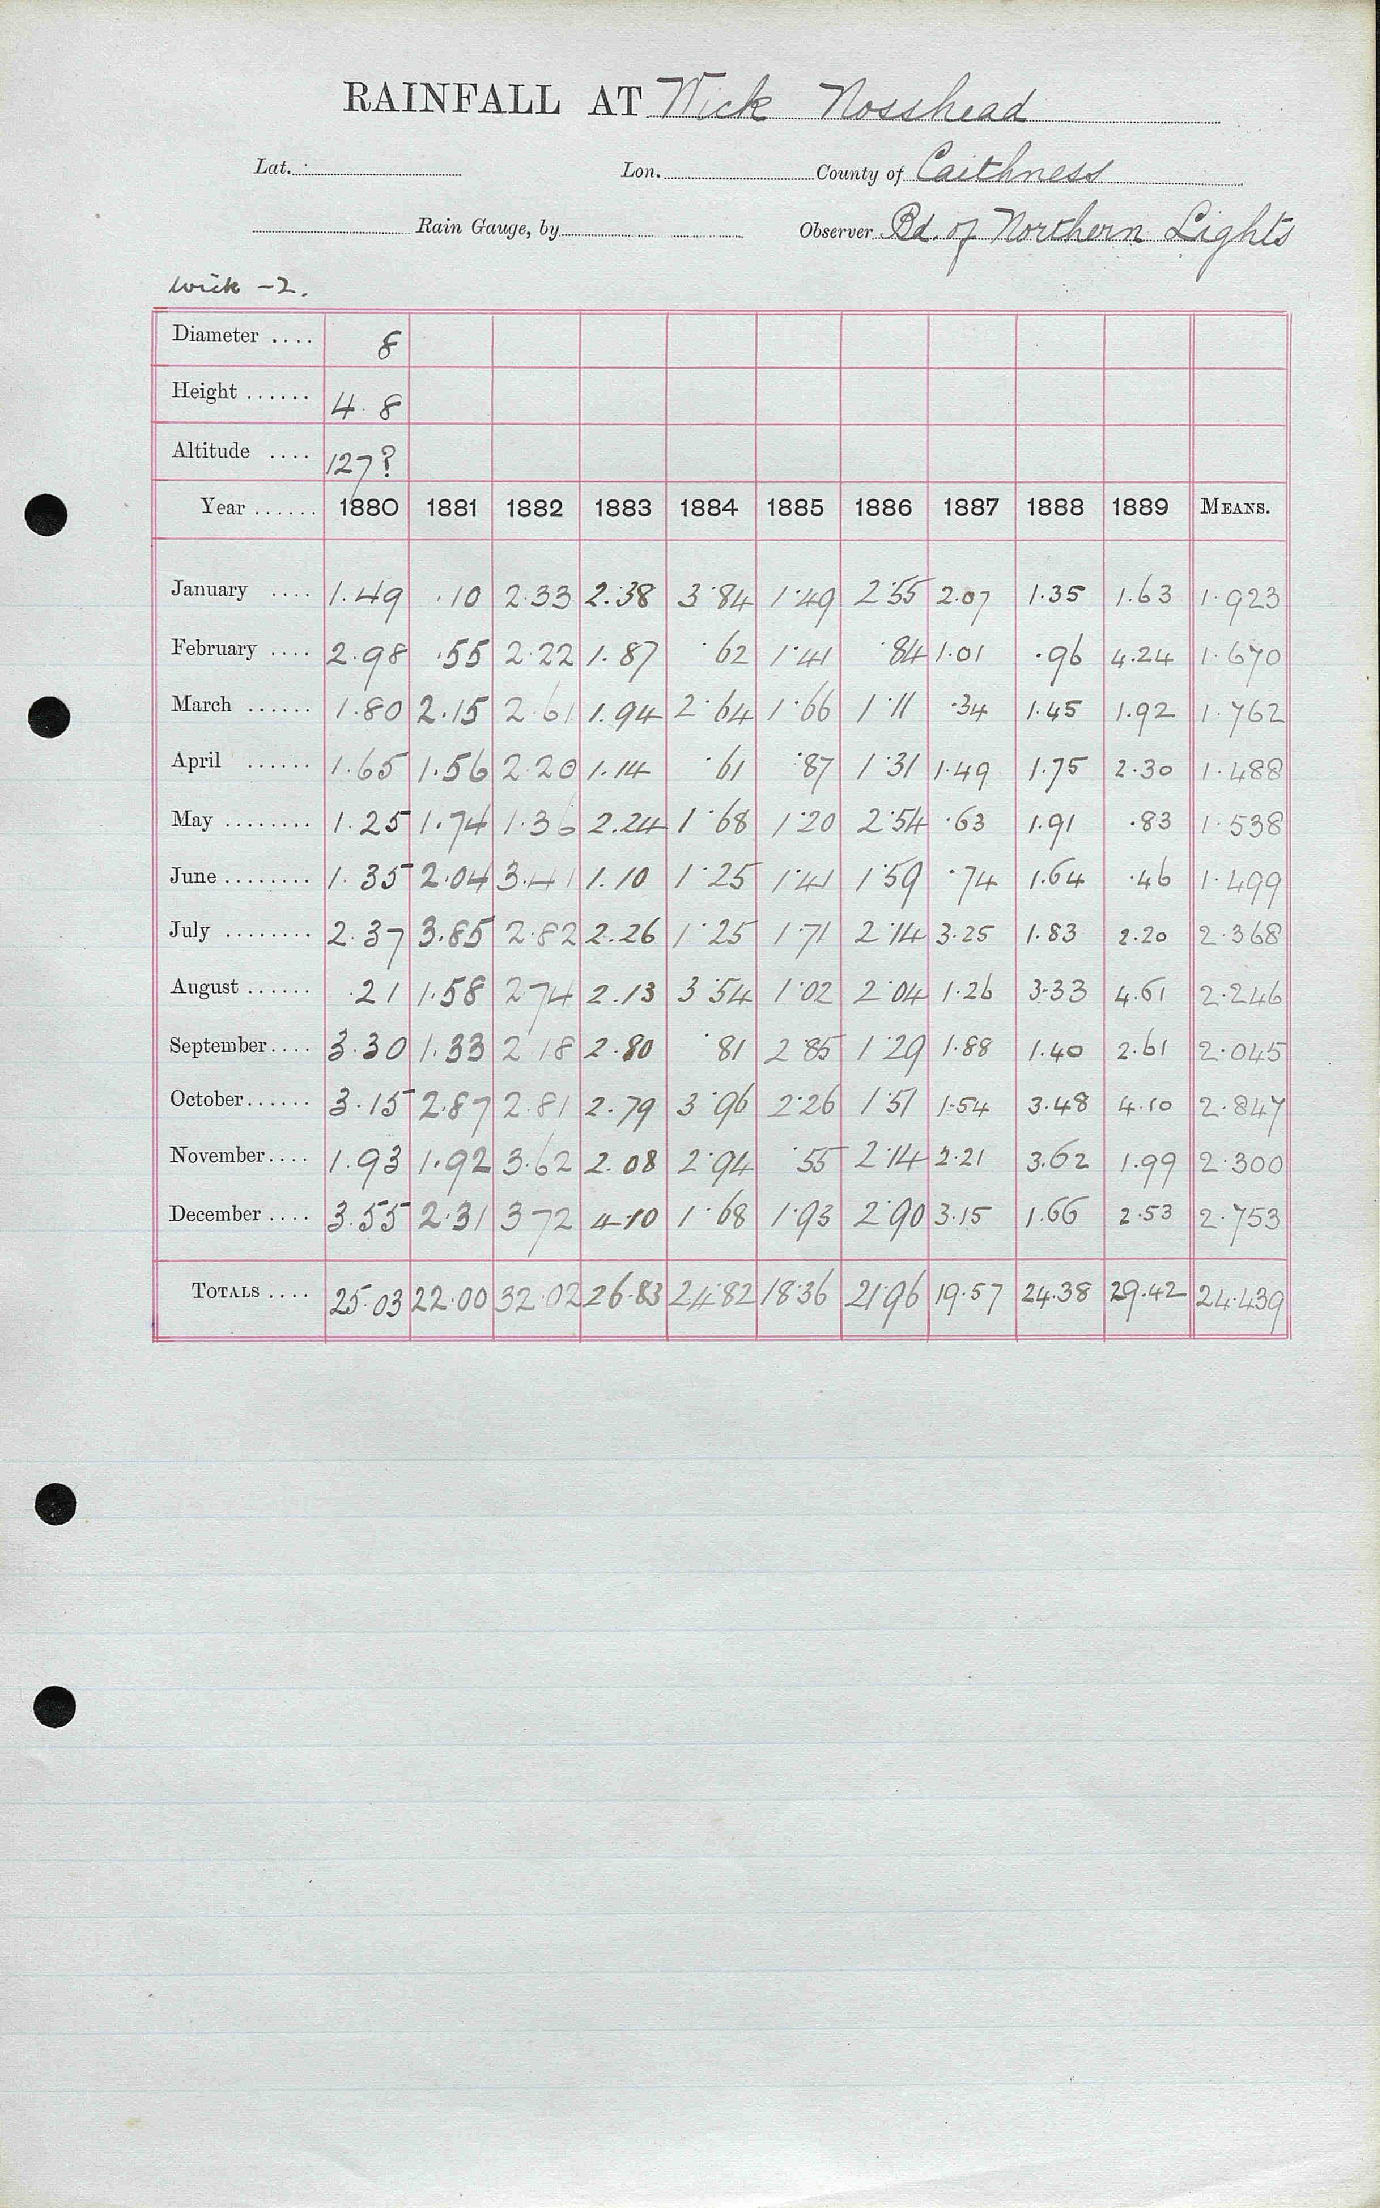 RAINFALL AT Wick Nosshead
Lat. Lon. County of Caithness
Rain Gauge, by Observer Bd. of Northern Lights
Wick -2.
Diameter .... 8
Height ...... 4 8
Altitude .... 127?
Year ...... 1880 1881 1882 1883 1884 1885 1886 1887 1888 1889 MEANS.
January .... 1.49 .10 2.33 2.38 3.84 1.49 2.55 2.07 1.35 1.63 1.923
February .... 2.98 .55 2.22 1.87 .62 1.41 .84 1.01 .96 4.24 1.670
March ...... 1.80 2.15 2.61 1.94 2.64 1.66 1.11 .34 1.45 1.92 1.762
April ...... 1.65 1.56 2.20 1.14 .61 .87 1.31 1.49 1.75 2.30 1.488
May ........ 1.25 1.74 1.36 2.24 1.68 1.20 2.54 .63 1.91 .83 1.538
June ........ 1.35 2.04 3.41 1.10 1.25 1.41 1.59 .74 1.64 .46 1.499
July ........ 2.37 3.85 2.82 2.26 1.25 1.71 2.14 3.25 1.83 2.20 2.368
August ...... .21 1.58 2.74 2.13 3.54 1.02 2.04 1.26 3.33 4.61 2.246
September .... 3.30 1.33 2.18 2.80 .81 2.85 1.29 1.88 1.40 2.61 2.045
October ...... 3.15 2.87 2.81 2.79 3.96 2.26 1.51 1.54 3.48 4.10 2.847
November .... 1.93 1.92 3.62 2.08 2.94 .55 2.14 2.21 3.62 1.99 2.300
December .... 3.55 2.31 3.72 4.10 1.68 1.93 2.90 3.15 1.66 2.53 2.753
TOTALS .... 25.03 22.00 32.02 26.83 24.82 18.36 21.96 19.57 24.38 29.42 24.439